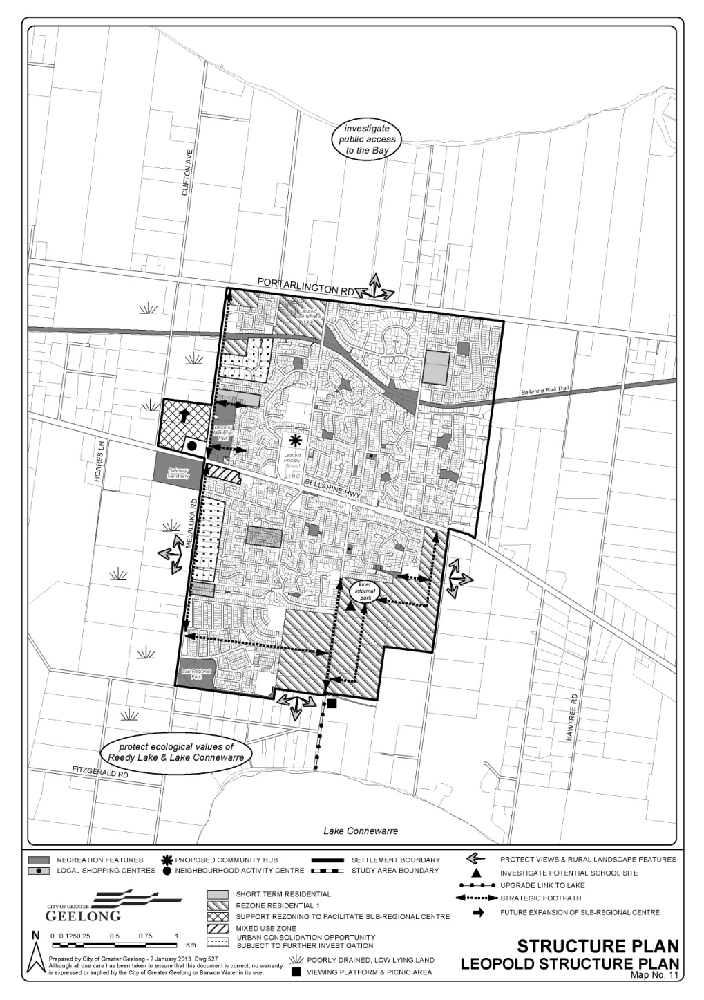 investigate
public access
to the Bay
CLIFTON AVE
PORTARLINGTON RD
Leopold
Sportsmens
Club
Bellarine Rail Trail
Leopold
Memorial
Park
HOARES LN
Leopold
Primary
School
L I N C
Gateway
Sanctuary
BELLARINE HWY
MELALUKA RD
local
informal
park
Sub Regional
Park
BAWTREE RD
protect ecological values of
Reedy Lake & Lake Connewarre
FITZGERALD RD
Lake Connewarre
RECREATION FEATURES
LOCAL SHOPPING CENTRES
PROPOSED COMMUNITY HUB
NEIGHBOURHOOD ACTIVITY CENTRE
SETTLEMENT BOUNDARY
STUDY AREA BOUNDARY
PROTECT VIEWS & RURAL LANDSCAPE FEATURES
INVESTIGATE POTENTIAL SCHOOL SITE
UPGRADE LINK TO LAKE
STRATEGIC FOOTPATH
FUTURE EXPANSION OF SUB-REGIONAL CENTRE
SHORT TERM RESIDENTIAL
REZONE RESIDENTIAL 1
SUPPORT REZONING TO FACILITATE SUB-REGIONAL CENTRE
MIXED USE ZONE
URBAN CONSOLIDATION OPPORTUNITY
SUBJECT TO FURTHER INVESTIGATION
POORLY DRAINED, LOW LYING LAND
VIEWING PLATFORM & PICNIC AREA
CITY OF GREATER
GEELONG
N
0 0.125 0.25 0.5 0.75 1
Km
Prepared by City of Greater Geelong - 7 January 2013 Dwg 527
Although all due care has been taken to ensure that this document is correct, no warranty
is expressed or implied by the City of Greater Geelong or Barwon Water in its use.
STRUCTURE PLAN
LEOPOLD STRUCTURE PLAN
Map No. 11